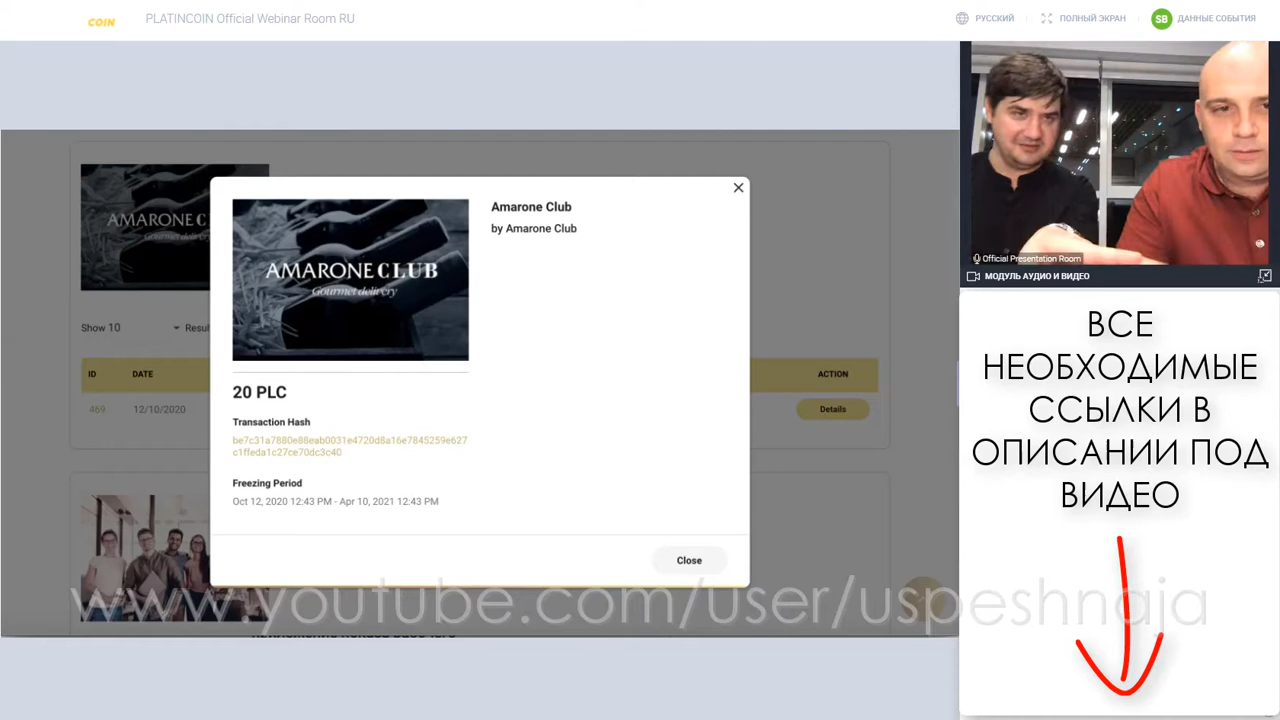 COIN
PLATINCOIN Official Webinar Room RU
РУССКИЙ
ПОЛНЫЙ ЭКРАН
SB
ДАННЫЕ СОБЫТИЯ
AMARONE C
Gourmet deli
Show 10
Resul
ID
DATE
ACTION
469
12/10/2020
Details
AMARONE CLUB
Gourmet delivery
Amarone Club
by Amarone Club
20 PLC
Transaction Hash
be7c31a7880e88eab0031e4720d8a16e7845259e627
c1ffeda1c27ce70dc3c40
Freezing Period
Oct 12, 2020 12:43 PM - Apr 10, 2021 12:43 PM
Close
www.youtube.com/user/uspeshnaja
Official Presentation Room
МОДУЛЬ АУДИО И ВИДЕО
ВСЕ
НЕОБХОДИМЫЕ
ССЫЛКИ В
ОПИСАНИИ ПОД
ВИДЕО